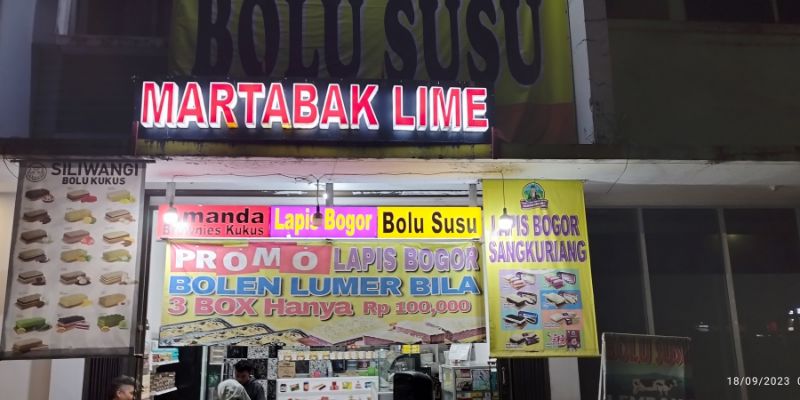 BOLU SUSU
MARTABAK LIME
SILIWANGI
BOLU KUKUS
Amanda
Brownies Kukus
Lapis Bogor
Bolu Susu
PROMO LAPIS BOGOR
BOLEN LUMER BILA
3 BOX Hanya Rp 100,000
LAPIS BOGOR
SANGKURIANG
BOLU SUSU
18/09/2023